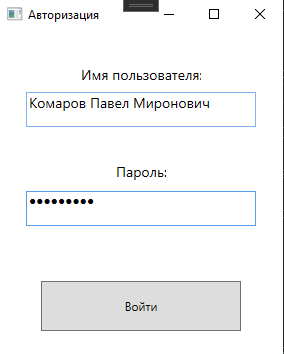 Авторизация
Имя пользователя:
Комаров Павел Миронович
Пароль:
●●●●●●●●●
Войти